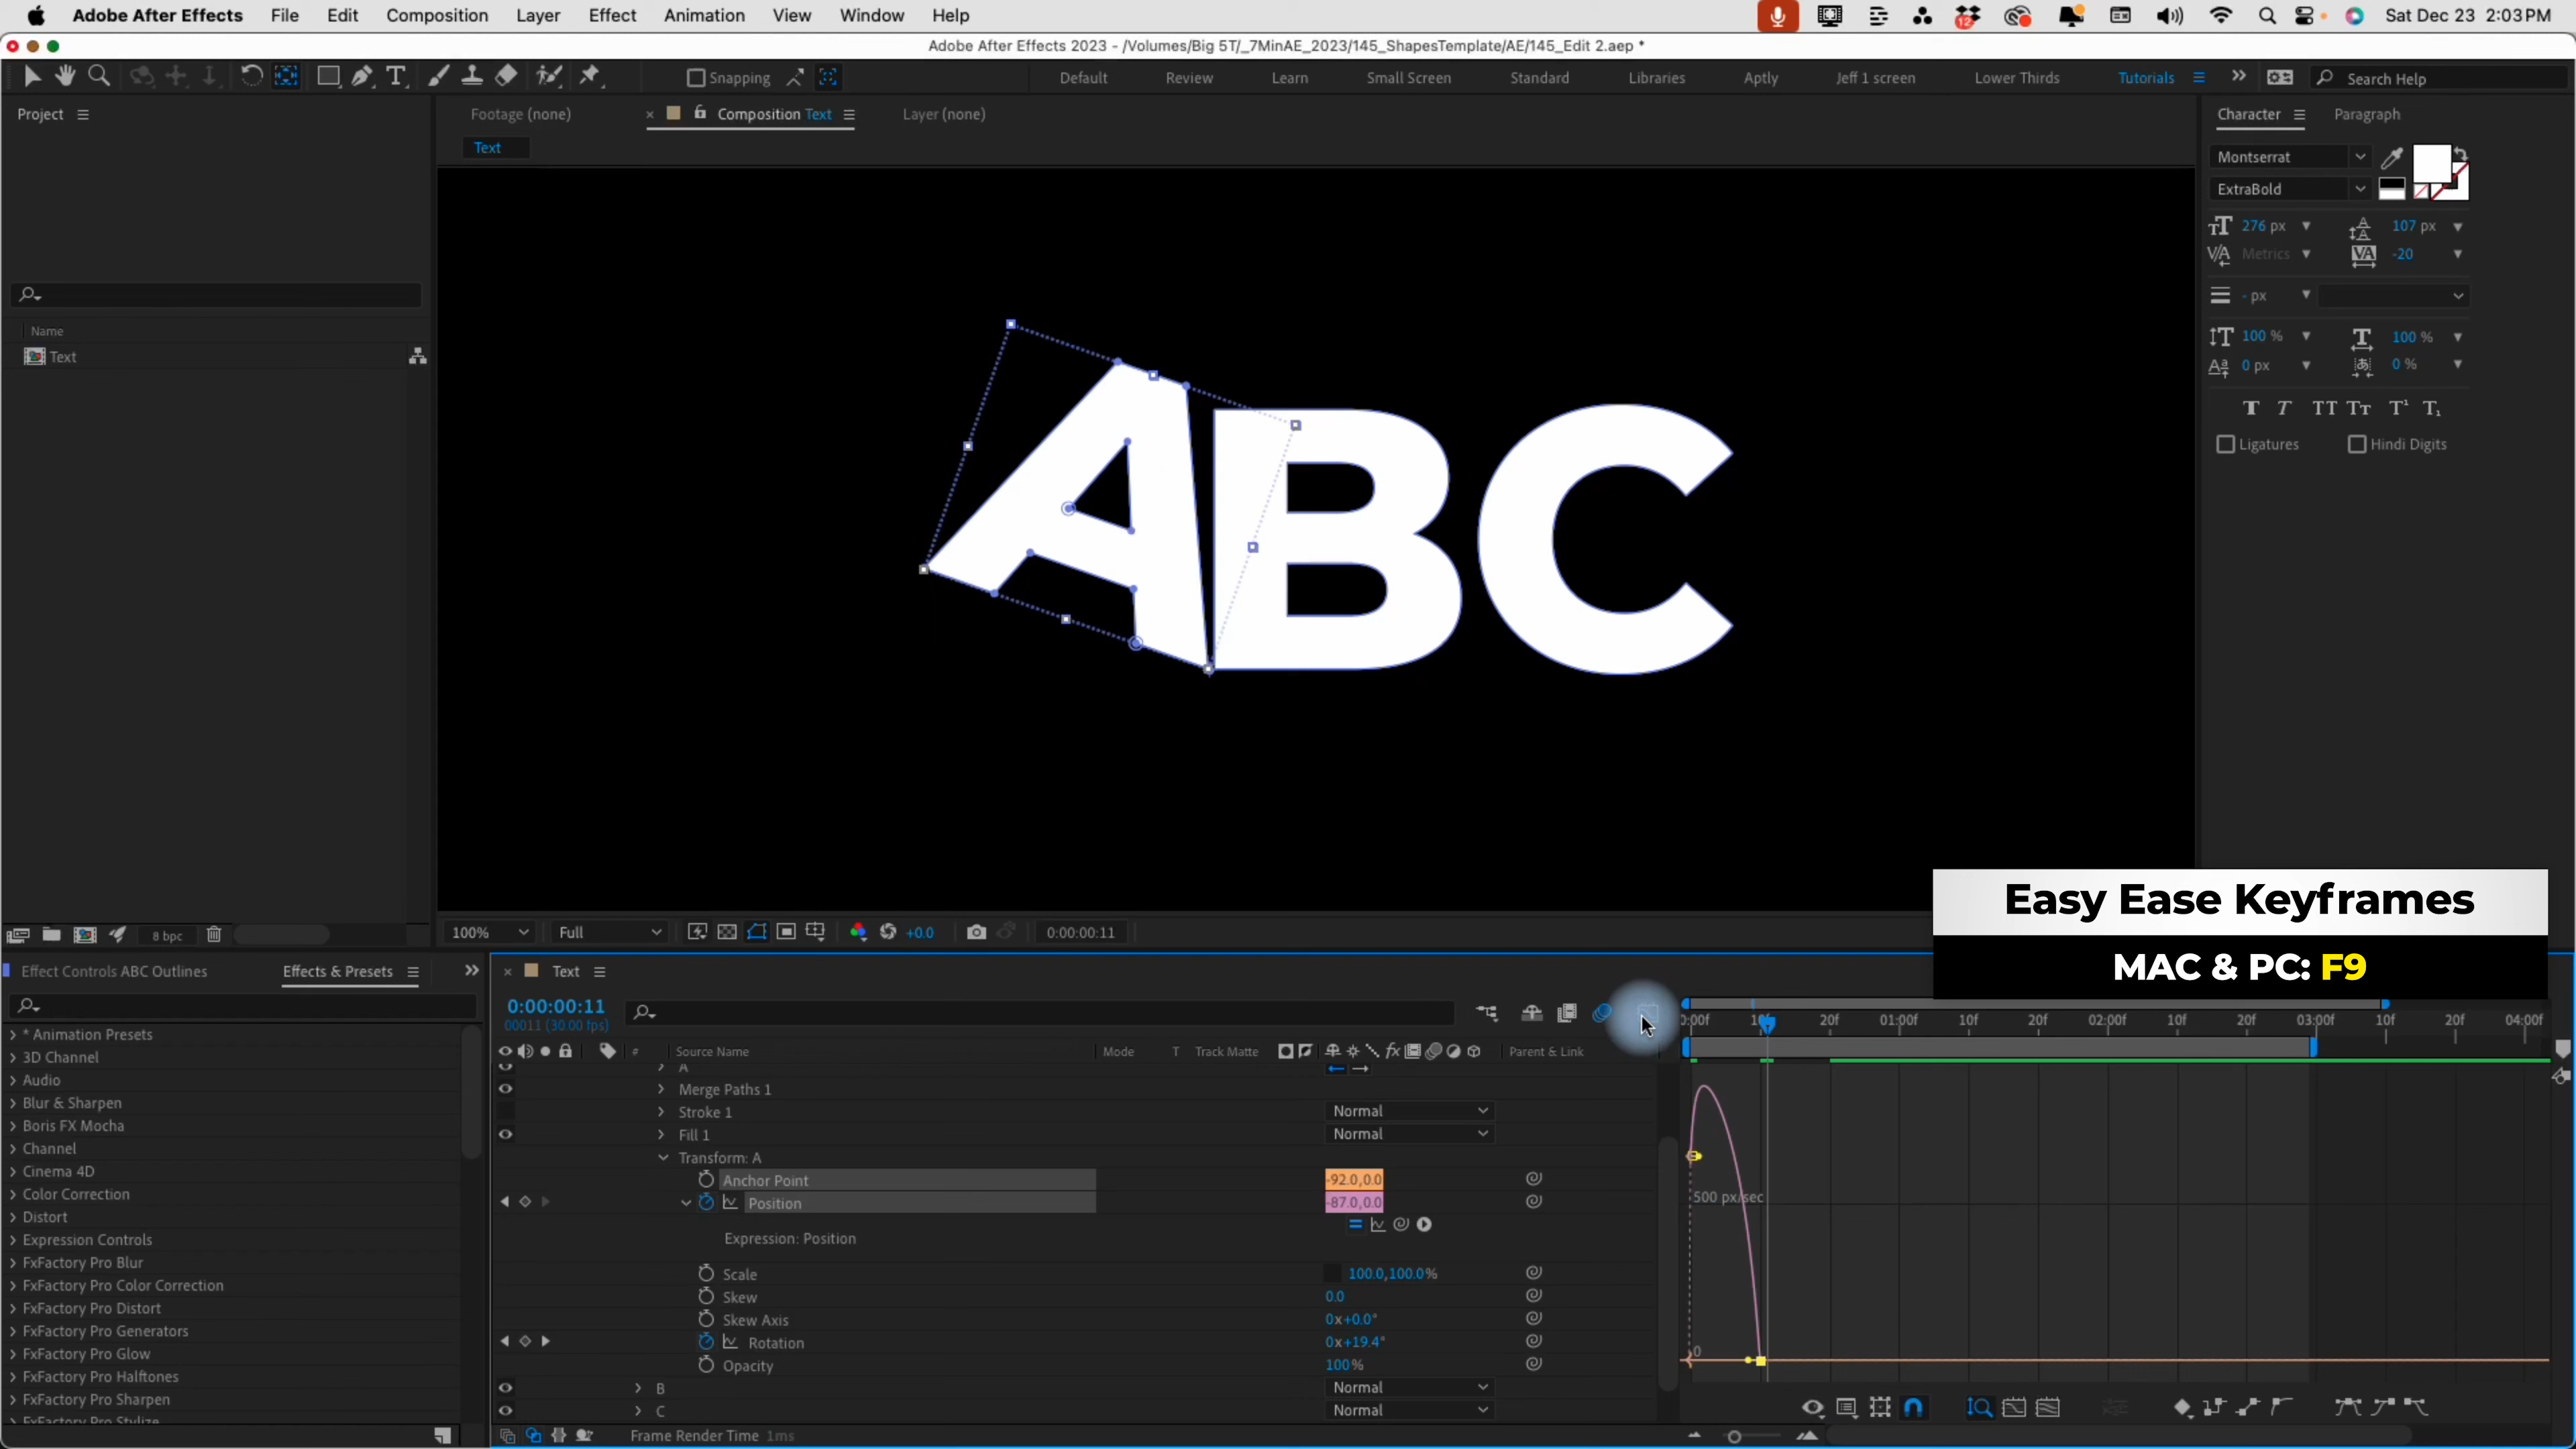 Adobe After Effects File Edit Composition Layer Effect Animation View Window Help 12 Sat Dec 23 2:03 PM
Adobe After Effects 2023 - /Volumes/Big 5T/_7MinAE_2023/145_ShapesTemplate/AE/145_Edit 2.aep *
Snapping Default Review Learn Small Screen Standard Libraries Aptly Jeff 1 screen Lower Thirds Tutorials Search Help
Project
Footage (none) Composition Text Layer (none)
Text
Character Paragraph
Montserrat
ExtraBold
276 px 107 px
Metrics -20
- px
100 % 100 %
0 px 0 %
Ligatures Hindi Digits
Name
Text
ABC
Easy Ease Keyframes
MAC & PC: F9
8 bpc 100% Full +0.0 0:00:00:11
Effect Controls ABC Outlines Effects & Presets
* Animation Presets
3D Channel
Audio
Blur & Sharpen
Boris FX Mocha
Channel
Cinema 4D
Color Correction
Distort
Expression Controls
FxFactory Pro Blur
FxFactory Pro Color Correction
FxFactory Pro Distort
FxFactory Pro Generators
FxFactory Pro Glow
FxFactory Pro Halftones
FxFactory Pro Sharpen
FxFactory Pro Stylize
Text
0:00:00:11
00011 (30.00 fps)
# Source Name Mode T Track Matte Parent & Link
A
Merge Paths 1
Stroke 1 Normal
Fill 1 Normal
Transform: A
Anchor Point -92.0,0.0
Position -87.0,0.0
Expression: Position
Scale 100.0,100.0%
Skew 0.0
Skew Axis 0x+0.0°
Rotation 0x+19.4°
Opacity 100%
B Normal
C Normal
Frame Render Time 1ms
20f 01:00f 10f 20f 02:00f 10f 20f 03:00f 10f 20f 04:00f
500 px/sec
0